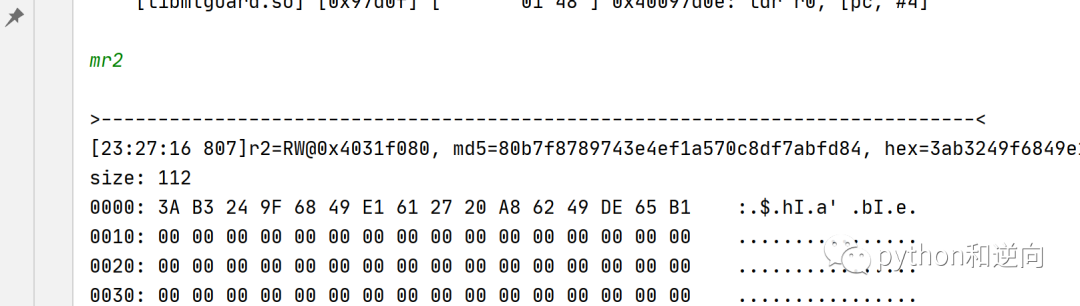 [libmtguard.so] [0x97d0f] [ 01 48 ] 0x40097d0e: ldr r0, [pc, #4]
mr2
>-----------------------------------------------------------------------------<
[23:27:16 807]r2=RW@0x4031f080, md5=80b7f8789743e4ef1a570c8df7abfd84, hex=3ab3249f6849e1
size: 112
0000: 3A B3 24 9F 68 49 E1 61 27 20 A8 62 49 DE 65 B1 :.$.hI.a' .bI.e.
0010: 00 00 00 00 00 00 00 00 00 00 00 00 00 00 00 00 ................
0020: 00 00 00 00 00 00 00 00 00 00 00 00 00 00 00 00 ................
0030: 00 00 00 00 00 00 00 00 00 00 00 00 00 00 00 00 ................
python和逆向